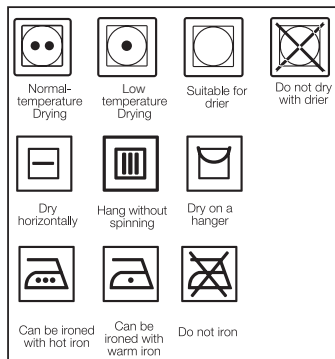 Normal-
temperature
Drying
Low
temperature
Drying
Suitable for
drier
Do not dry
with drier
Dry
horizontally
Hang without
spinning
Dry on a
hanger
Can be ironed
with hot iron
Can be
ironed with
warm iron
Do not iron